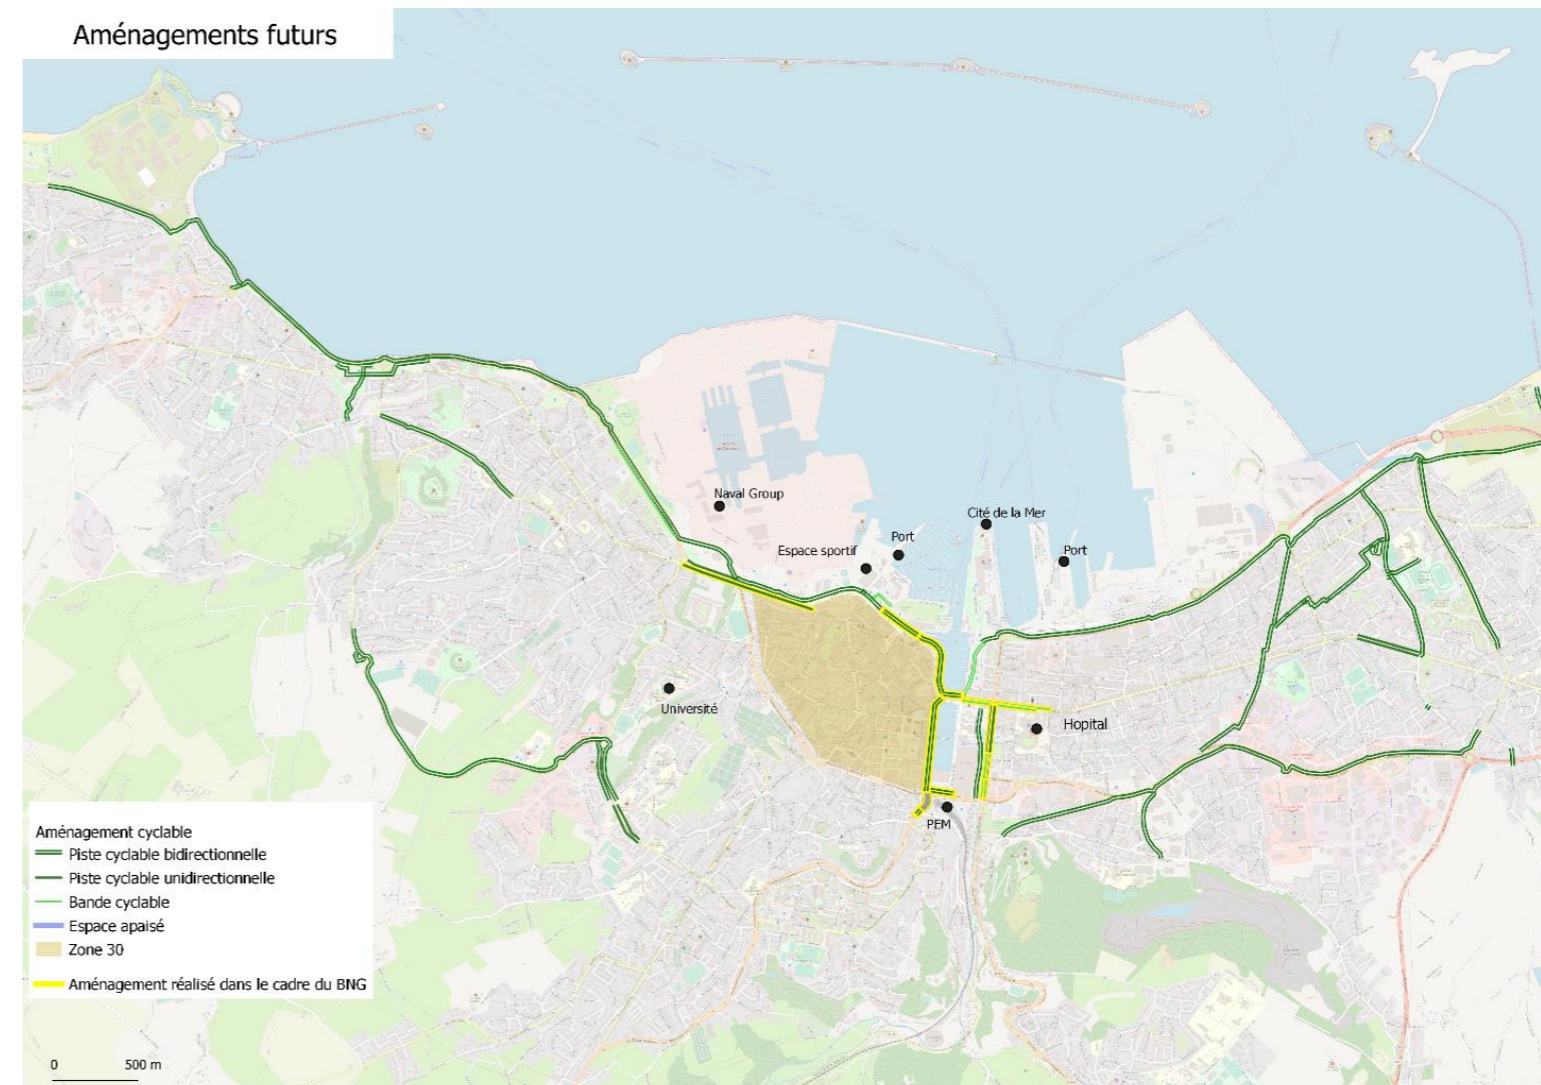 Aménagements futurs
Naval Group
Cité de la Mer
Port
Espace sportif
Port
Université
Hopital
PEM
Aménagement cyclable
Piste cyclable bidirectionnelle
Piste cyclable unidirectionnelle
Bande cyclable
Espace apaisé
Zone 30
Aménagement réalisé dans le cadre du BNG
0 500 m